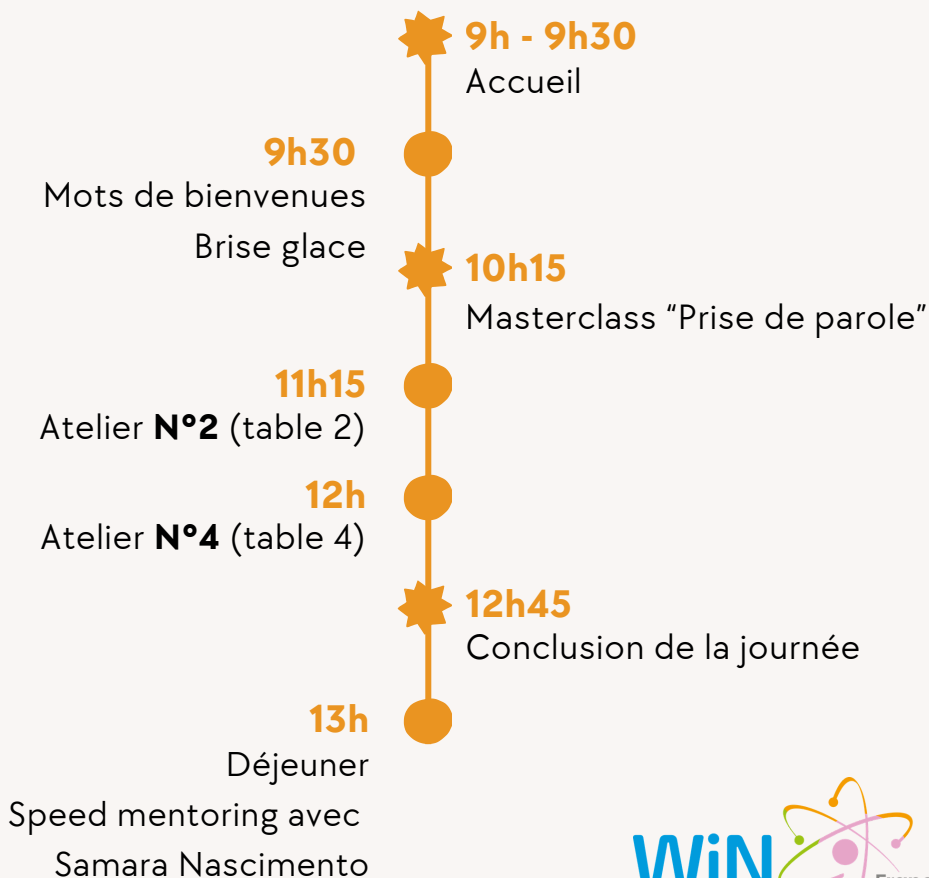 9h - 9h30
Accueil
9h30
Mots de bienvenues
Brise glace
10h15
Masterclass “Prise de parole”
11h15
Atelier N°2 (table 2)
12h
Atelier N°4 (table 4)
12h45
Conclusion de la journée
13h
Déjeuner
Speed mentoring avec
Samara Nascimento
WiN